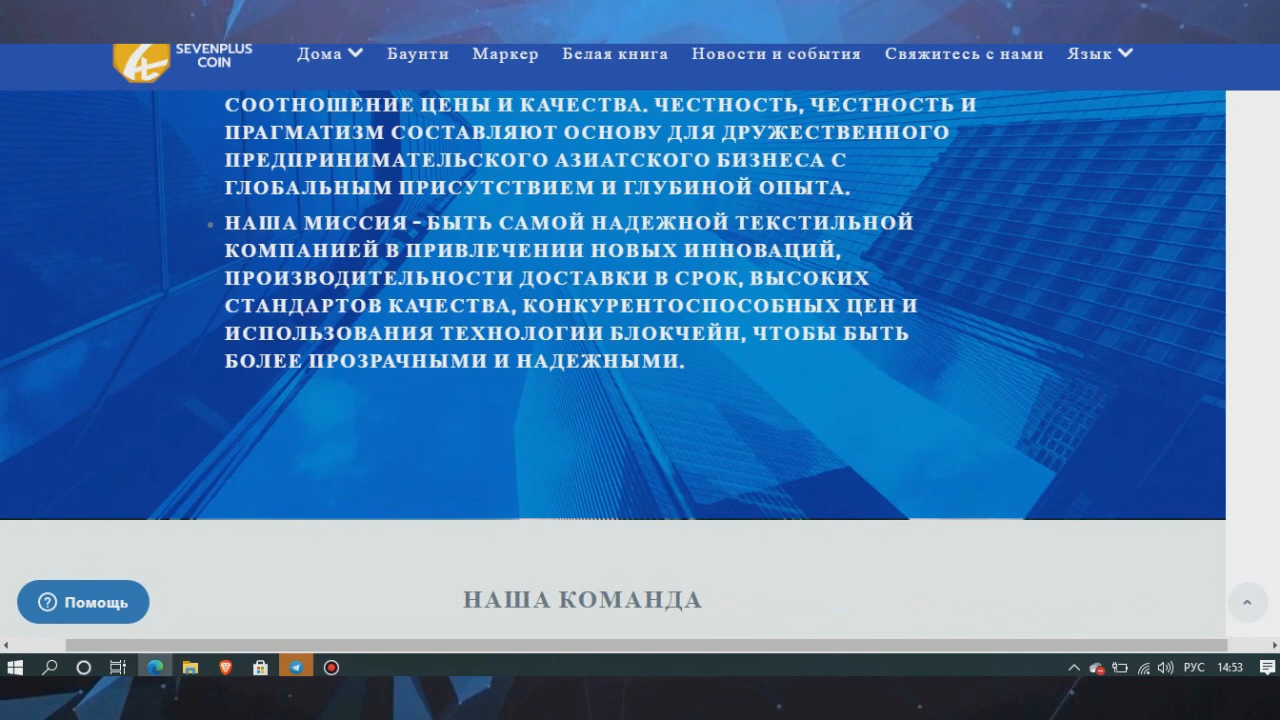 SEVENPLUS
COIN
Дома Баунти Маркер Белая книга Новости и события Свяжитесь с нами Язык
СООТНОШЕНИЕ ЦЕНЫ И КАЧЕСТВА. ЧЕСТНОСТЬ, ЧЕСТНОСТЬ И
ПРАГМАТИЗМ СОСТАВЛЯЮТ ОСНОВУ ДЛЯ ДРУЖЕСТВЕННОГО
ПРЕДПРИНИМАТЕЛЬСКОГО АЗИАТСКОГО БИЗНЕСА С
ГЛОБАЛЬНЫМ ПРИСУТСТВИЕМ И ГЛУБИНОЙ ОПЫТА.
НАША МИССИЯ - БЫТЬ САМОЙ НАДЕЖНОЙ ТЕКСТИЛЬНОЙ
КОМПАНИЕЙ В ПРИВЛЕЧЕНИИ НОВЫХ ИННОВАЦИЙ,
ПРОИЗВОДИТЕЛЬНОСТИ ДОСТАВКИ В СРОК, ВЫСОКИХ
СТАНДАРТОВ КАЧЕСТВА, КОНКУРЕНТОСПОСОБНЫХ ЦЕН И
ИСПОЛЬЗОВАНИЯ ТЕХНОЛОГИИ БЛОКЧЕЙН, ЧТОБЫ БЫТЬ
БОЛЕЕ ПРОЗРАЧНЫМИ И НАДЕЖНЫМИ.
НАША КОМАНДА
Помощь
РУС 14:53